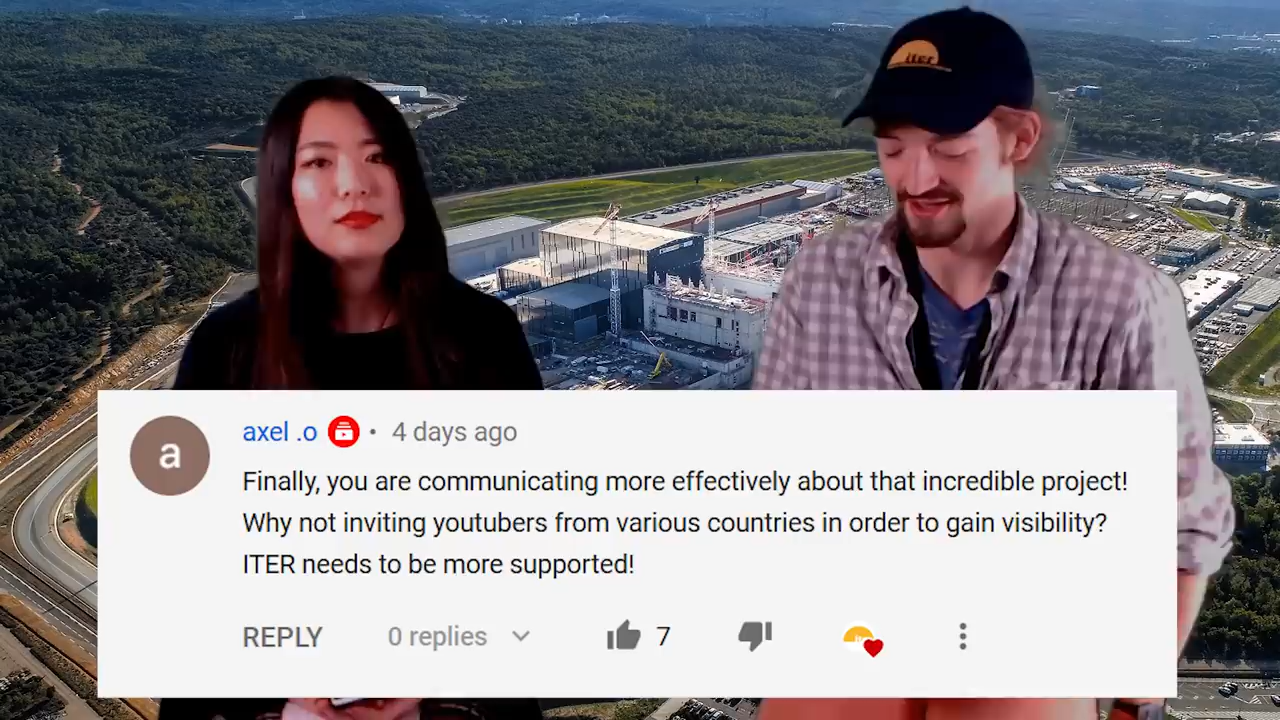 iter
a
axel .o • 4 days ago
Finally, you are communicating more effectively about that incredible project!
Why not inviting youtubers from various countries in order to gain visibility?
ITER needs to be more supported!
REPLY 0 replies 7